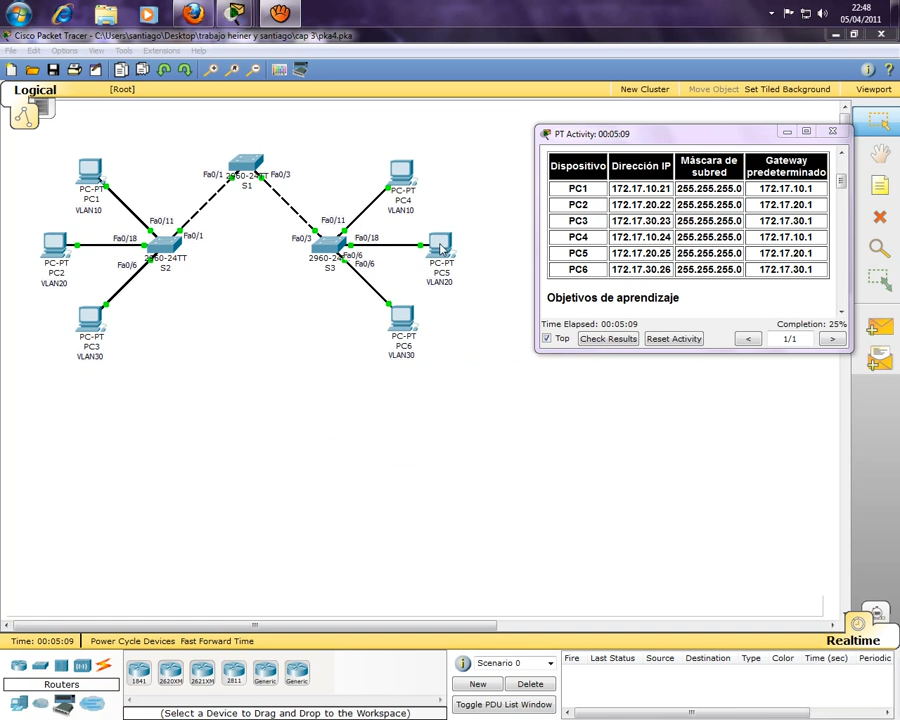 22:48
05/04/2011
Cisco Packet Tracer - C:\Users\santiago\Desktop\trabajo heiner y santiago\cap 3\pka4.pka
File Edit Options View Tools Extensions Help
Logical [Root] New Cluster Move Object Set Tiled Background Viewport
PT Activity: 00:05:09
Dispositivo Dirección IP Máscara de subred Gateway predeterminado
PC1 172.17.10.21 255.255.255.0 172.17.10.1
PC2 172.17.20.22 255.255.255.0 172.17.20.1
PC3 172.17.30.23 255.255.255.0 172.17.30.1
PC4 172.17.10.24 255.255.255.0 172.17.10.1
PC5 172.17.20.25 255.255.255.0 172.17.20.1
PC6 172.17.30.26 255.255.255.0 172.17.30.1
Objetivos de aprendizaje
Time Elapsed: 00:05:09 Completion: 25%
Top Check Results Reset Activity < 1/1 >
Fa0/1 Fa0/3
2960-24TT
S1
PC-PT
PC1
VLAN10
PC-PT
PC4
VLAN10
Fa0/11
Fa0/11
Fa0/18 Fa0/1
Fa0/3 Fa0/18
2960-24TT
S2
2960-24
S3
Fa0/6
Fa0/6
Fa0/6
PC-PT
PC2
VLAN20
PC-PT
PC5
VLAN20
PC-PT
PC3
VLAN30
PC-PT
PC6
VLAN30
Time: 00:05:09 Power Cycle Devices Fast Forward Time Realtime
Routers
1841 2620XM 2621XM 2811 Generic Generic
(Select a Device to Drag and Drop to the Workspace)
Scenario 0
New Delete
Toggle PDU List Window
Fire Last Status Source Destination Type Color Time (sec) Periodic